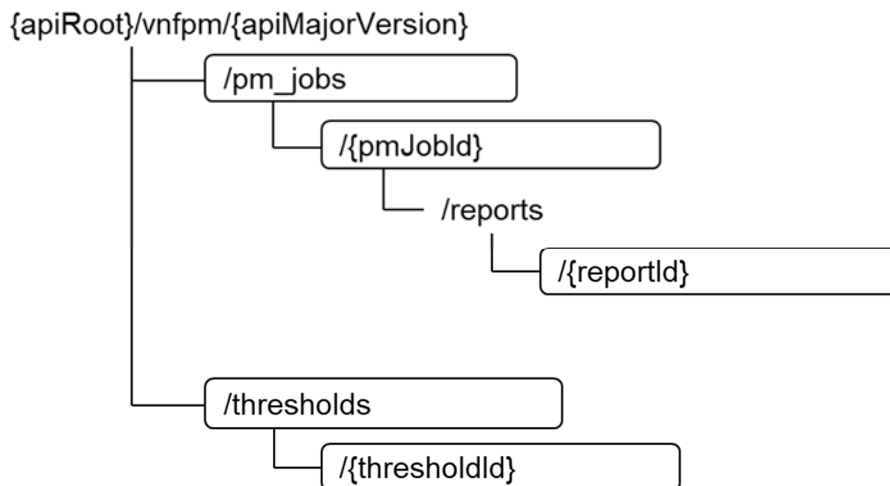 {apiRoot}/vnfpm/{apiMajorVersion}
/pm_jobs
/{pmJobId}
/reports
/{reportId}
/thresholds
/{thresholdId}